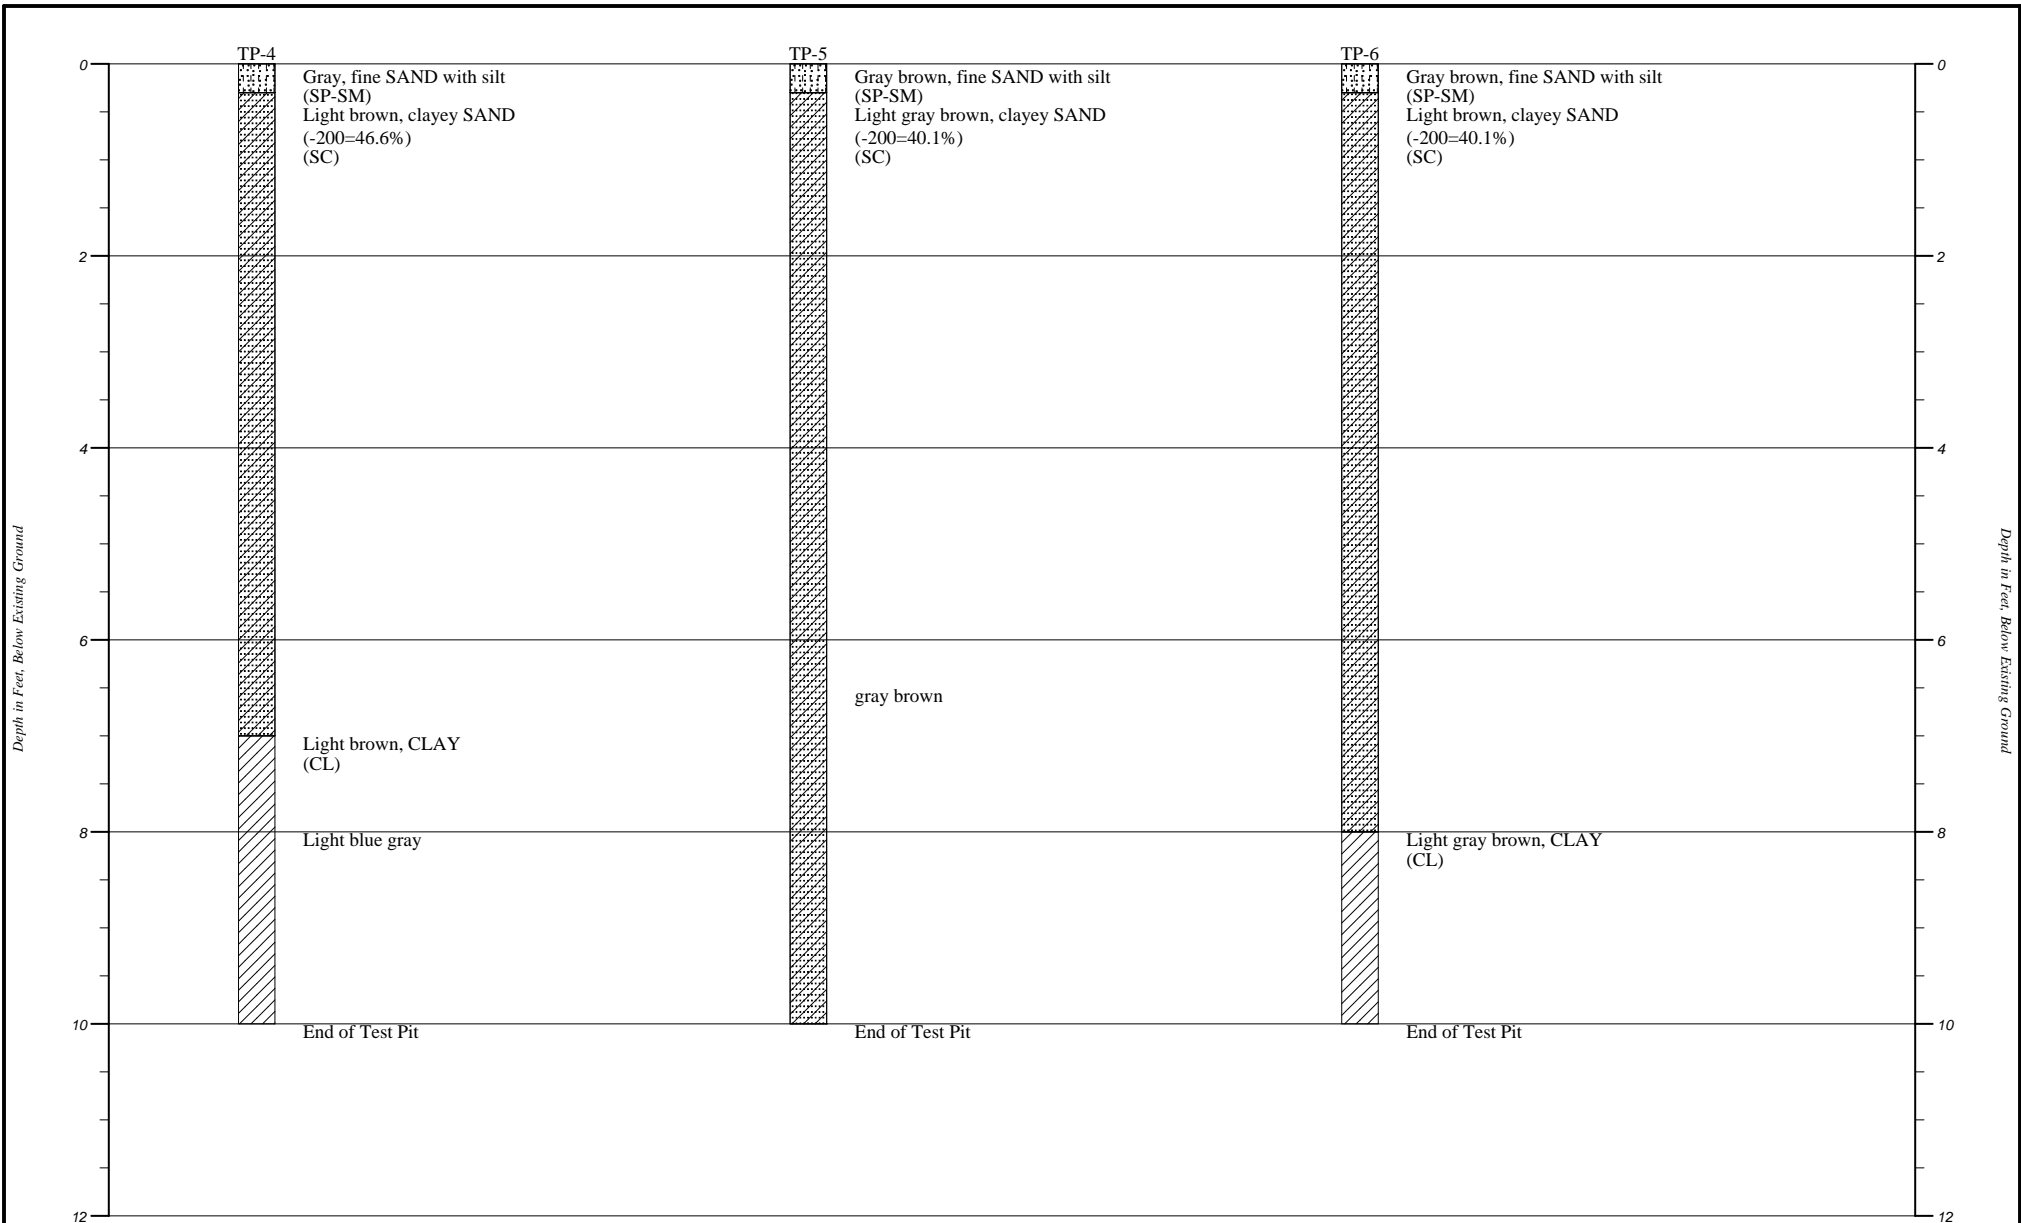 TP-4
Gray, fine SAND with silt
(SP-SM)
Light brown, clayey SAND
(-200=46.6%)
(SC)
Light brown, CLAY
(CL)
Light blue gray
End of Test Pit
TP-5
Gray brown, fine SAND with silt
(SP-SM)
Light gray brown, clayey SAND
(-200=40.1%)
(SC)
gray brown
End of Test Pit
TP-6
Gray brown, fine SAND with silt
(SP-SM)
Light brown, clayey SAND
(-200=40.1%)
(SC)
Light gray brown, CLAY
(CL)
End of Test Pit
0
2
4
6
8
10
12
0
2
4
6
8
10
12
Depth in Feet, Below Existing Ground
Depth in Feet, Below Existing Ground